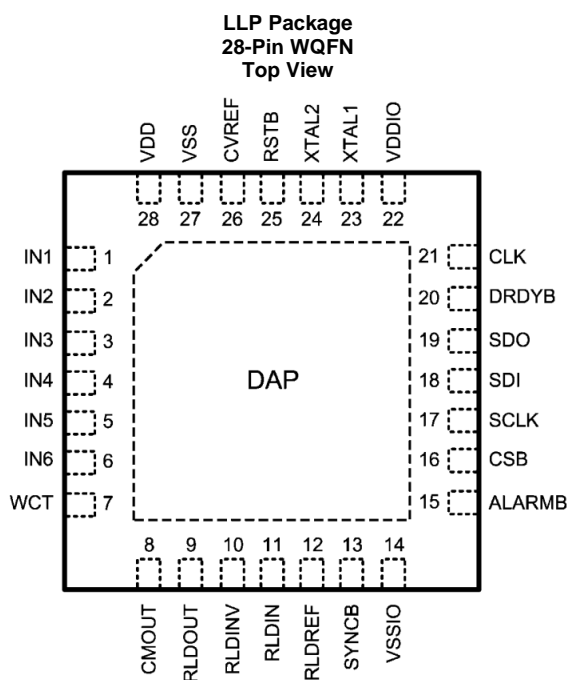 LLP Package
28-Pin WQFN
Top View
VDD VSS CVREF RSTB XTAL2 XTAL1 VDDIO
28 27 26 25 24 23 22
IN1 1
IN2 2
IN3 3
IN4 4
IN5 5
IN6 6
WCT 7
DAP
21 CLK
20 DRDYB
19 SDO
18 SDI
17 SCLK
16 CSB
15 ALARMB
8 9 10 11 12 13 14
CMOUT RLDOUT RLDINV RLDIN RLDREF SYNCB VSSIO